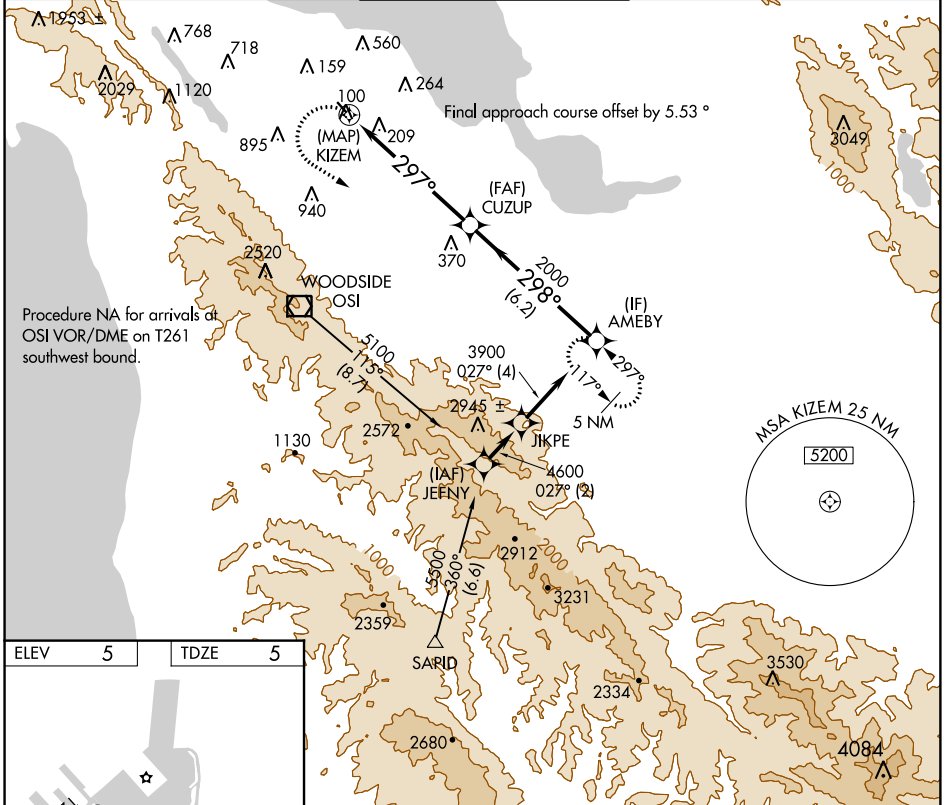 1953 ±
768
718
560
159
2029
1120
264
100
Final approach course offset by 5.53 °
895
(MAP)
KIZEM
209
3049
1000
297°
(FAF)
CUZUP
940
370
2520
WOODSIDE
OSI
2000
298°
(6.2)
(IF)
AMEBY
Procedure NA for arrivals at
OSI VOR/DME on T261
southwest bound.
5100
115°
(8.7)
3900
027° (4)
117°
297°
5 NM
2945 ±
2572
JIKPE
MSA KIZEM 25 NM
5200
1130
(IAF)
JEFNY
4600
027° (2)
1000
2912
2000
5500
360°
(6.6)
3231
2359
SAPID
ELEV 5
TDZE 5
2334
3530
2680
4084